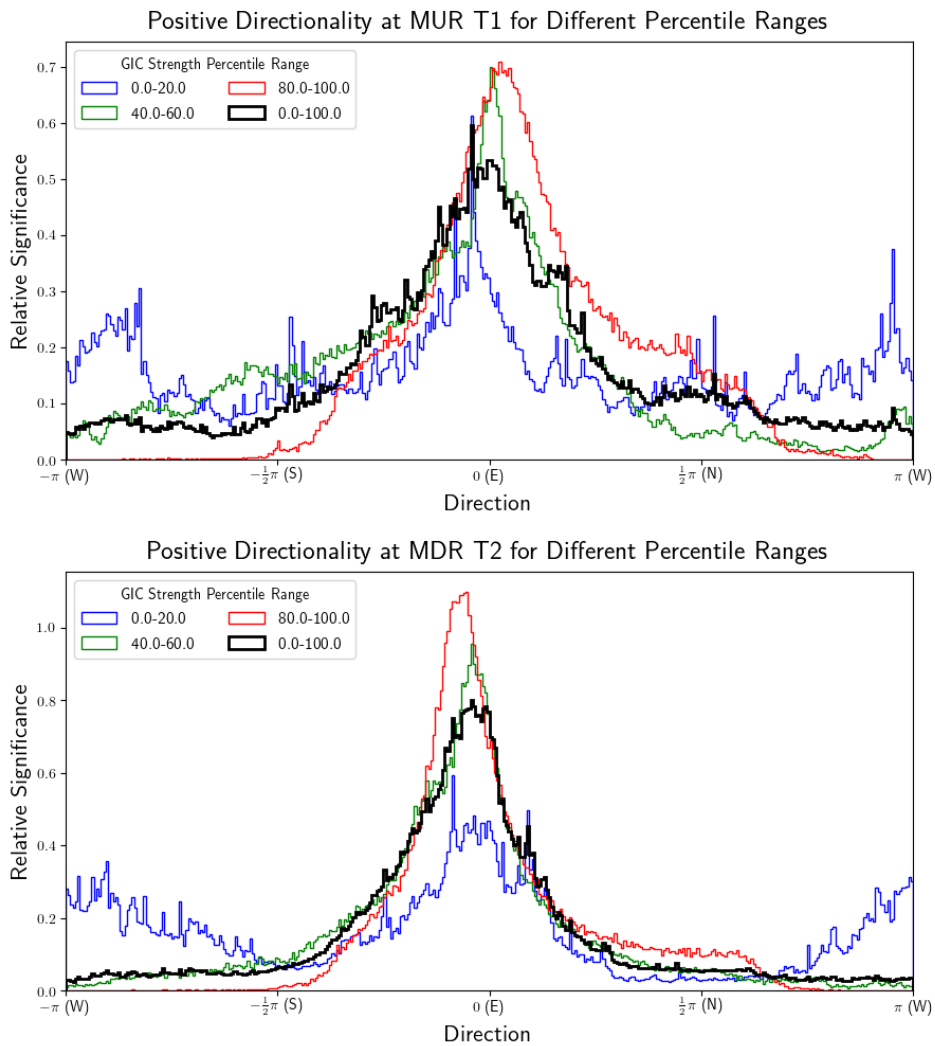 Positive Directionality at MUR T1 for Different Percentile Ranges
GIC Strength Percentile Range
0.0-20.0
80.0-100.0
40.0-60.0
0.0-100.0
0.7
0.6
0.5
0.4
0.3
0.2
0.1
0.0
Relative Significance
−π (W)
−½π (S)
0 (E)
½π (N)
π (W)
Direction
Positive Directionality at MDR T2 for Different Percentile Ranges
GIC Strength Percentile Range
0.0-20.0
80.0-100.0
40.0-60.0
0.0-100.0
1.0
0.8
0.6
0.4
0.2
0.0
Relative Significance
−π (W)
−½π (S)
0 (E)
½π (N)
π (W)
Direction